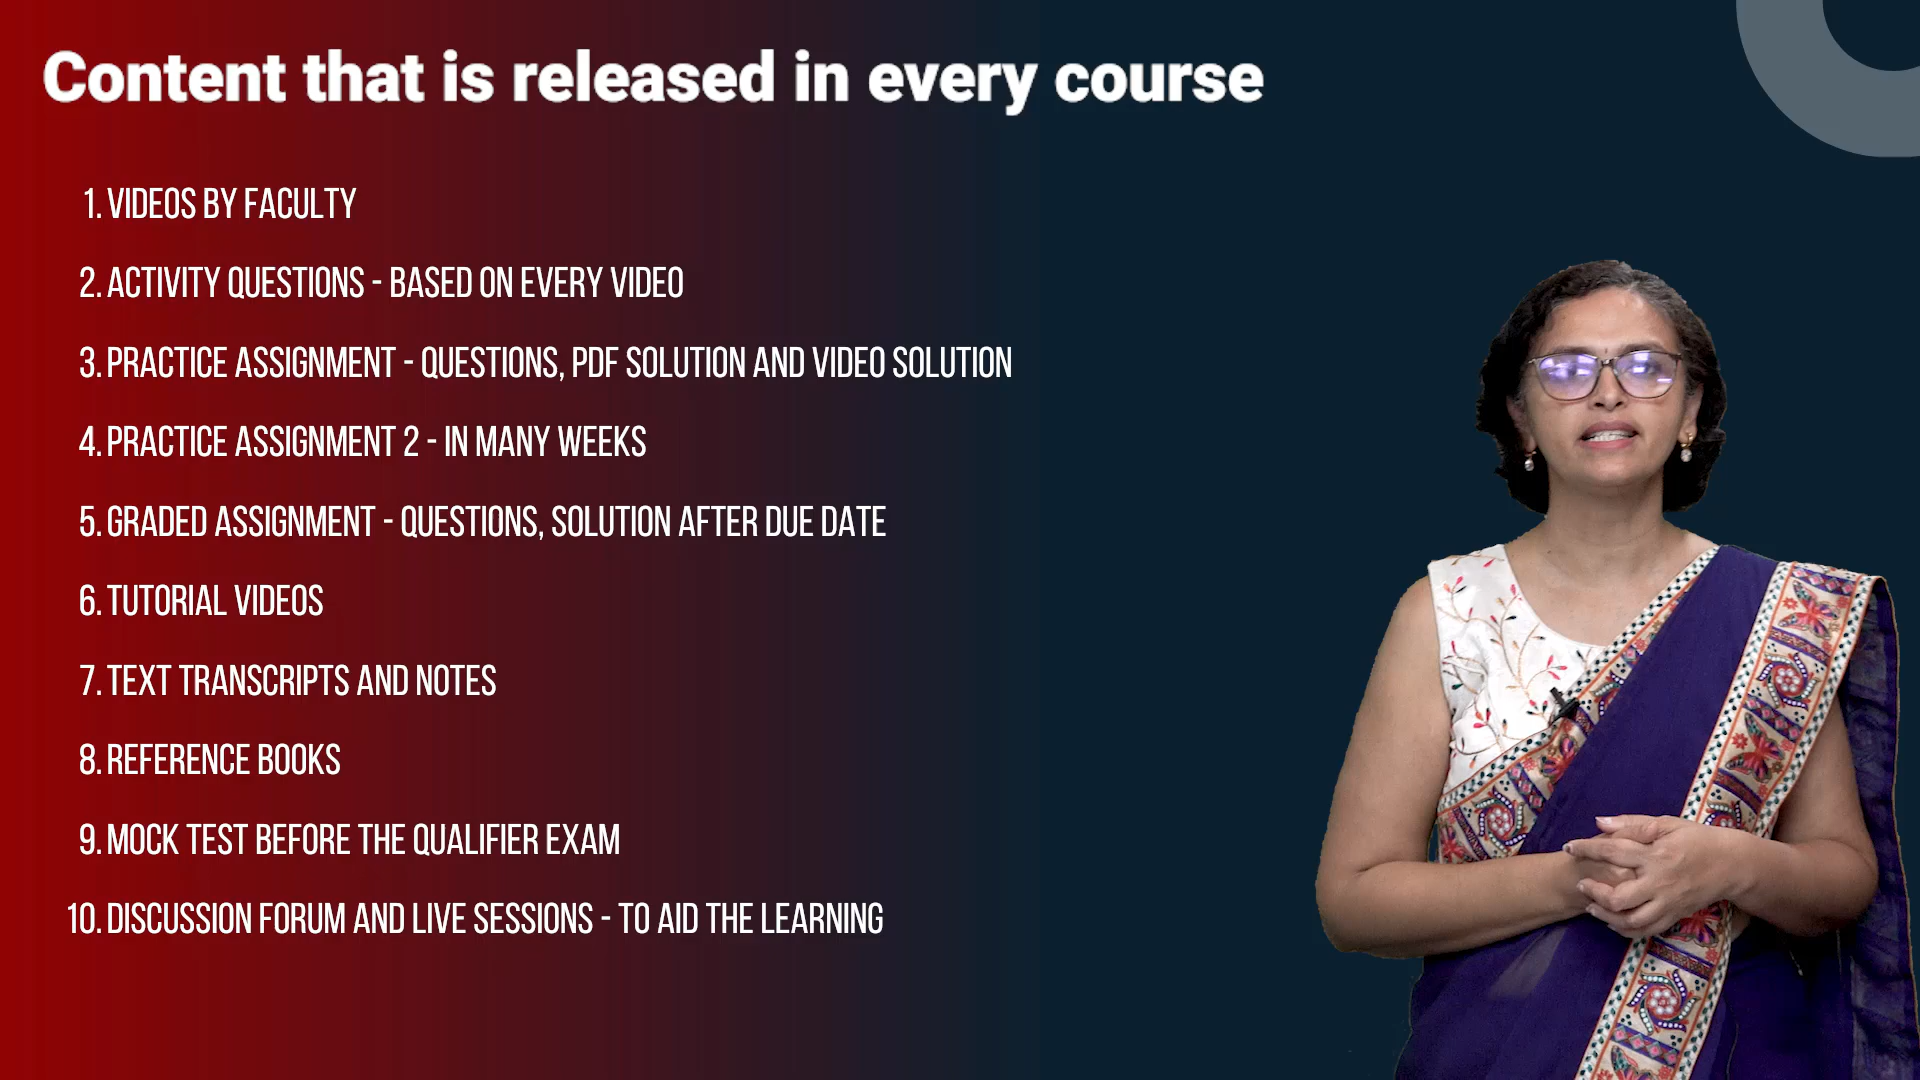 Content that is released in every course
1. VIDEOS BY FACULTY
2. ACTIVITY QUESTIONS - BASED ON EVERY VIDEO
3. PRACTICE ASSIGNMENT - QUESTIONS, PDF SOLUTION AND VIDEO SOLUTION
4. PRACTICE ASSIGNMENT 2 - IN MANY WEEKS
5. GRADED ASSIGNMENT - QUESTIONS, SOLUTION AFTER DUE DATE
6. TUTORIAL VIDEOS
7. TEXT TRANSCRIPTS AND NOTES
8. REFERENCE BOOKS
9. MOCK TEST BEFORE THE QUALIFIER EXAM
10. DISCUSSION FORUM AND LIVE SESSIONS - TO AID THE LEARNING